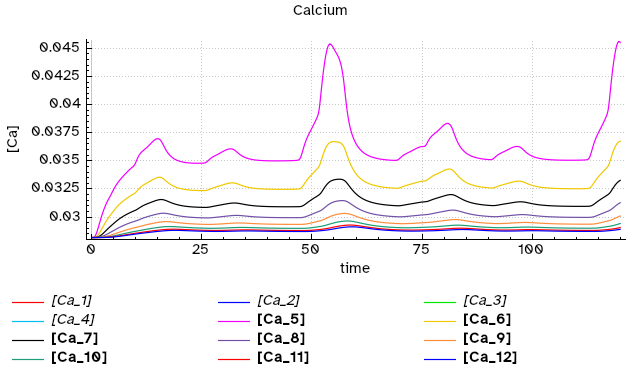 Calcium
0.045
0.0425
0.04
0.0375
0.035
0.0325
0.03
[Ca]
0 25 50 75 100
time
[Ca_1] [Ca_2] [Ca_3]
[Ca_4] [Ca_5] [Ca_6]
[Ca_7] [Ca_8] [Ca_9]
[Ca_10] [Ca_11] [Ca_12]